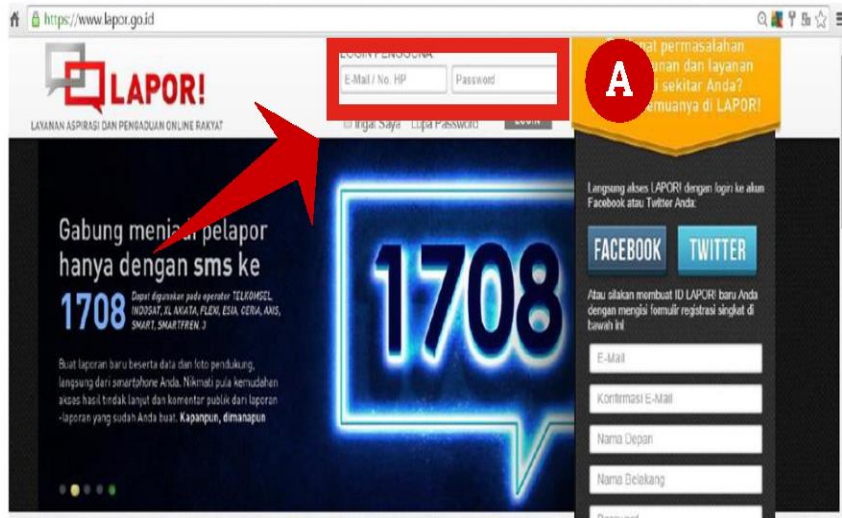 https://www.lapor.go.id
LAPOR!
LAYANAN ASPIRASI DAN PENGADUAN ONLINE RAKYAT
LOGIN PENGGUNA:
E-Mail / No. HP
Password
Ingat Saya Lupa Password LOGIN
A
permasalahan
dan layanan
sekitar Anda?
di LAPOR!
Gabung menjadi pelapor
hanya dengan sms ke
1708
Dapat digunakan pada operator TELKOMSEL,
INDOSAT, XL AXIATA, FLEXI, ESIA, CERIA, AXIS,
SMART, SMARTFREN, 3
Buat laporan baru beserta data dan foto pendukung,
langsung dari smartphone Anda. Nikmati pula kemudahan
akses hasil tindak lanjut dan komentar publik dari laporan
-laporan yang sudah Anda buat. Kapanpun, dimanapun
1708
Langsung akses LAPOR! dengan login ke akun
Facebook atau Twitter Anda:
FACEBOOK
TWITTER
Atau silakan membuat ID LAPOR! baru Anda
dengan mengisi formulir registrasi singkat di
bawah ini
E-Mail
Konfirmasi E-Mail
Nama Depan
Nama Belakang